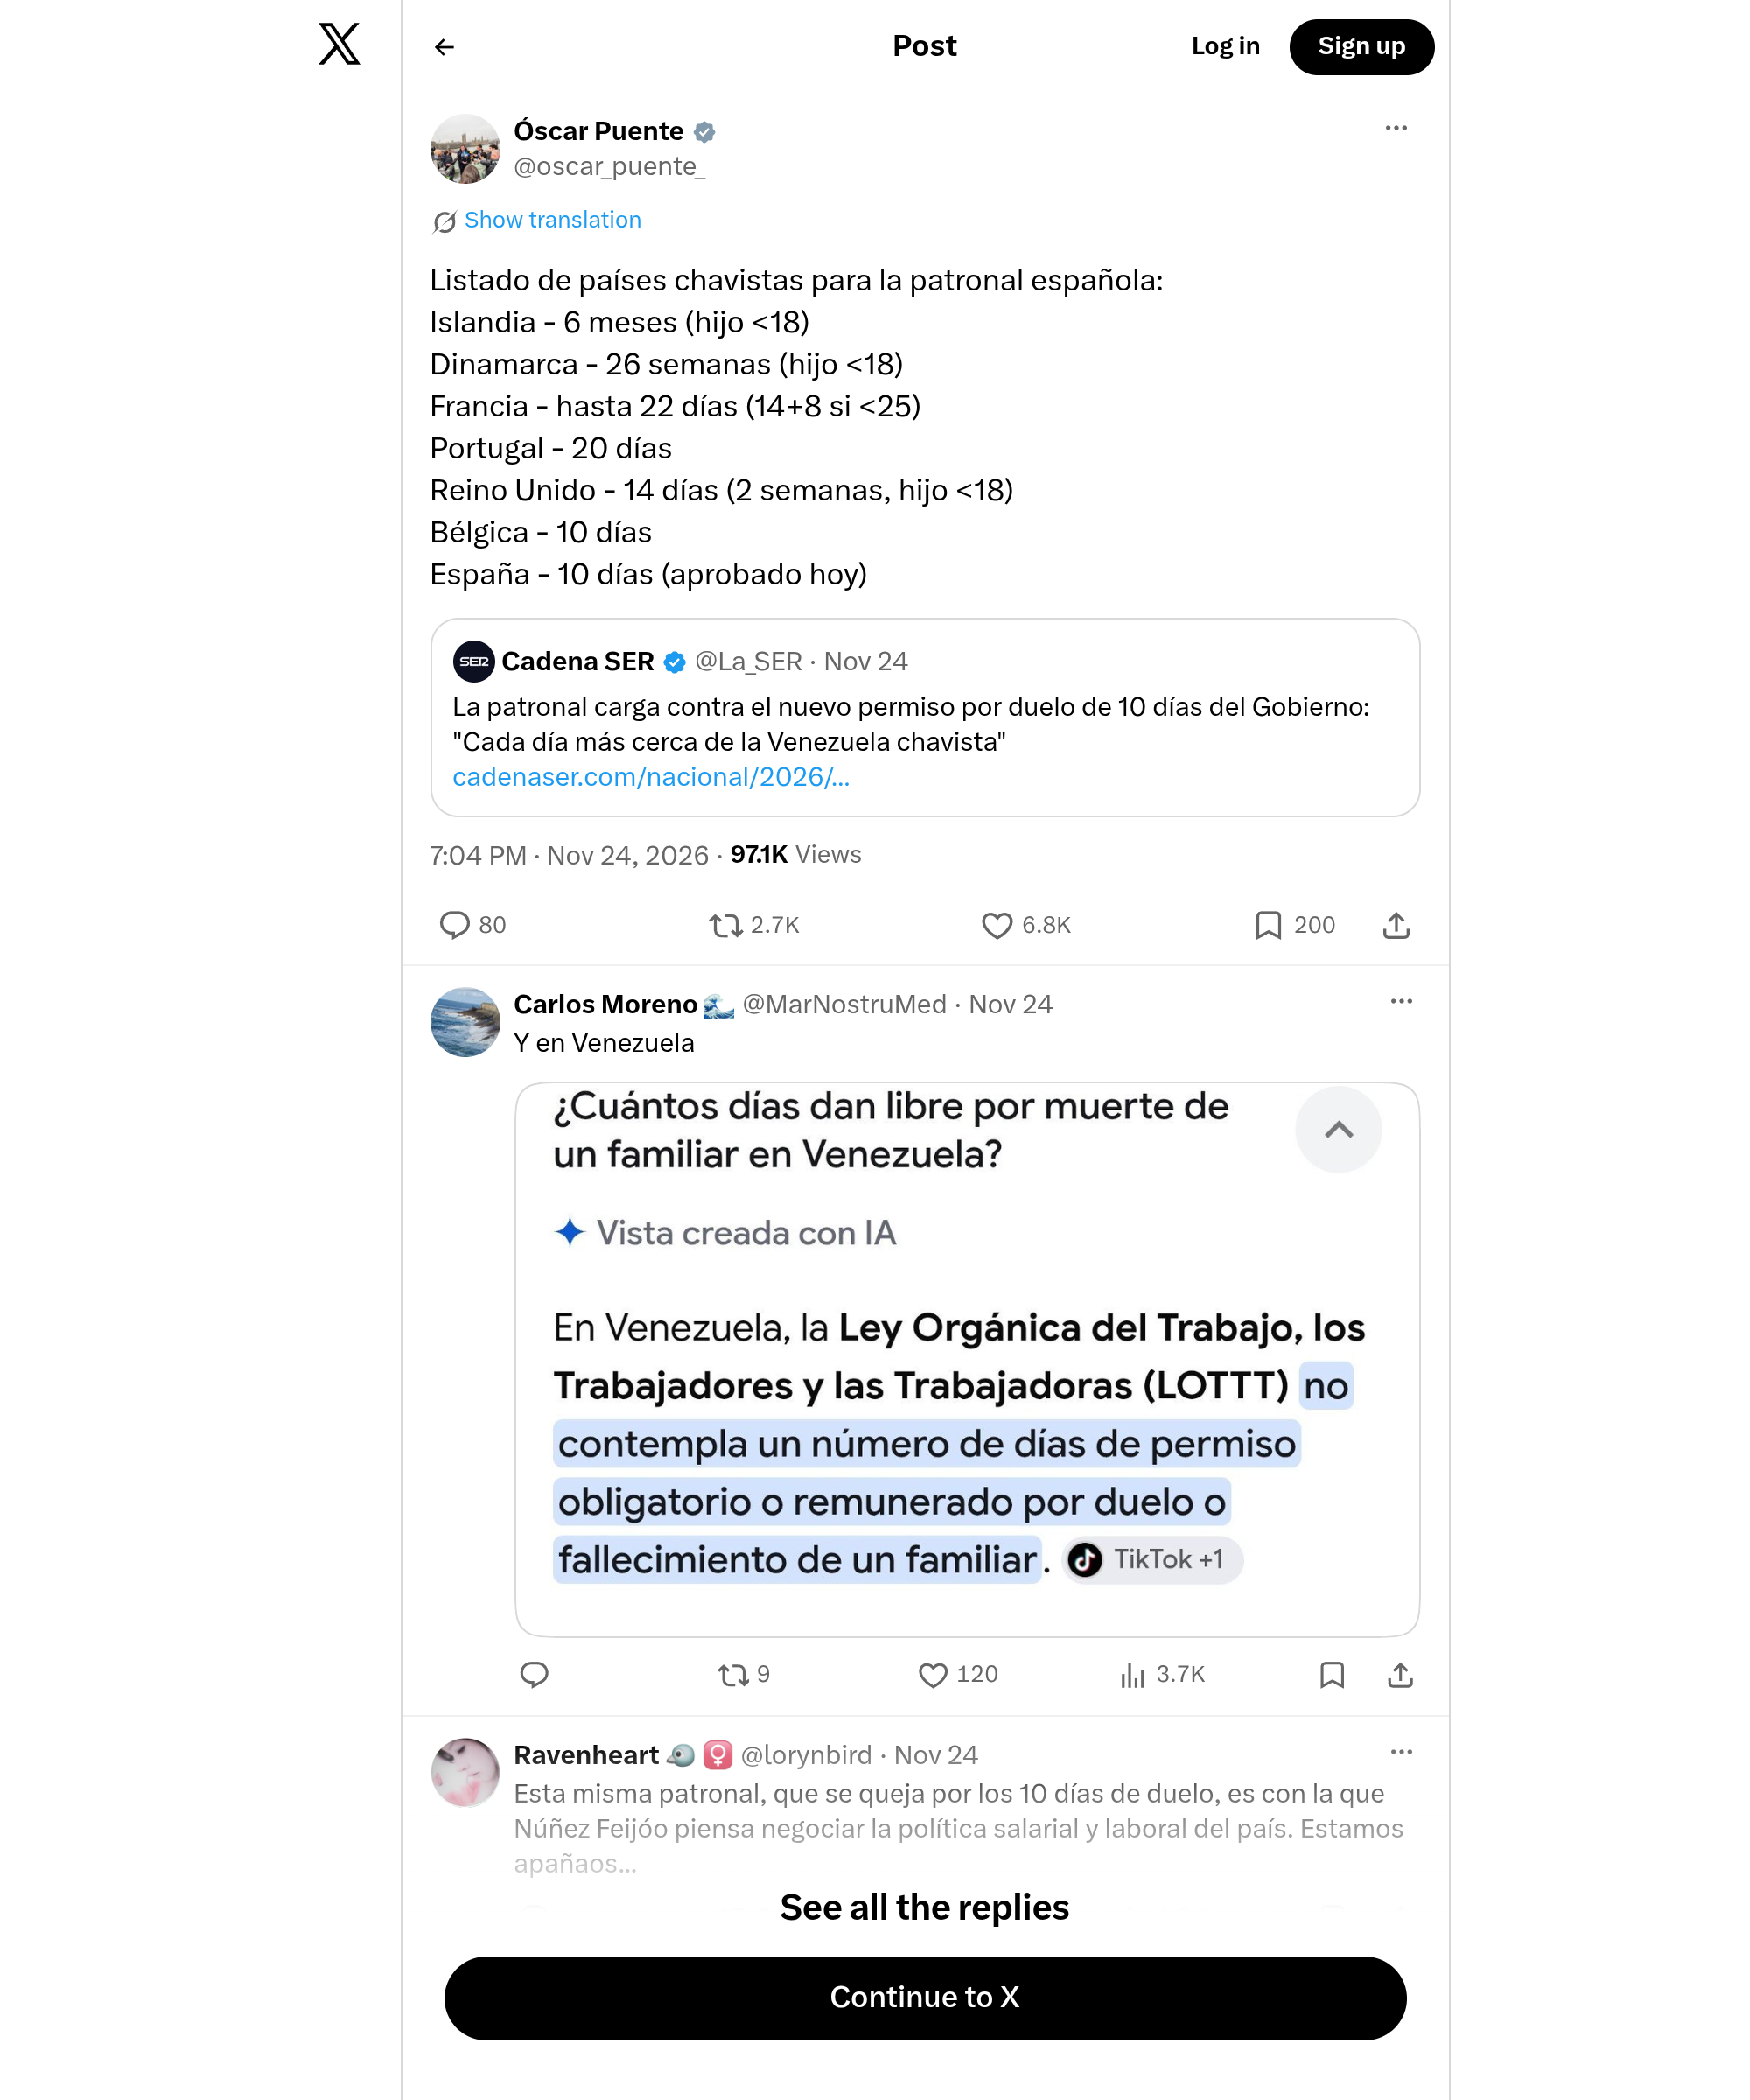 Post
Log in
Sign up
Óscar Puente
@oscar_puente_
Show translation
Listado de países chavistas para la patronal española:
Islandia - 6 meses (hijo <18)
Dinamarca - 26 semanas (hijo <18)
Francia - hasta 22 días (14+8 si <25)
Portugal - 20 días
Reino Unido - 14 días (2 semanas, hijo <18)
Bélgica - 10 días
España - 10 días (aprobado hoy)
SER Cadena SER @La_SER · Nov 24
La patronal carga contra el nuevo permiso por duelo de 10 días del Gobierno:
"Cada día más cerca de la Venezuela chavista"
cadenaser.com/nacional/2026/...
7:04 PM · Nov 24, 2026 · 97.1K Views
80 2.7K 6.8K 200
Carlos Moreno🌊 @MarNostruMed · Nov 24
Y en Venezuela
¿Cuántos días dan libre por muerte de
un familiar en Venezuela?
Vista creada con IA
En Venezuela, la Ley Orgánica del Trabajo, los
Trabajadores y las Trabajadoras (LOTTT) no
contempla un número de días de permiso
obligatorio o remunerado por duelo o
fallecimiento de un familiar. TikTok +1
9 120 3.7K
Ravenheart @lorynbird · Nov 24
Esta misma patronal, que se queja por los 10 días de duelo, es con la que
Núñez Feijóo piensa negociar la política salarial y laboral del país. Estamos
apañaos...
See all the replies
Continue to X